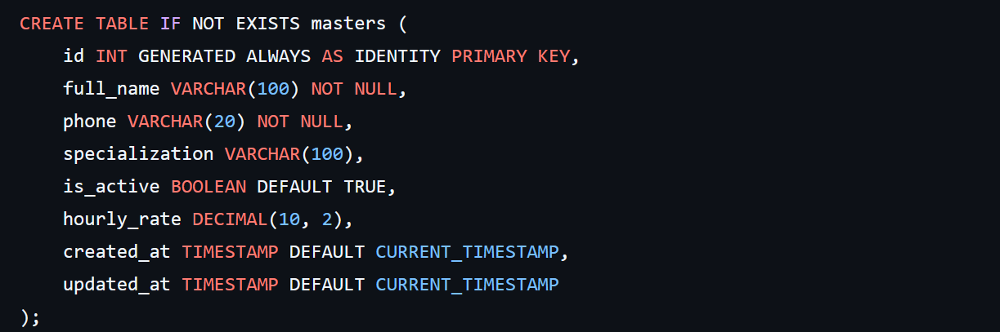 CREATE TABLE IF NOT EXISTS masters (
    id INT GENERATED ALWAYS AS IDENTITY PRIMARY KEY,
    full_name VARCHAR(100) NOT NULL,
    phone VARCHAR(20) NOT NULL,
    specialization VARCHAR(100),
    is_active BOOLEAN DEFAULT TRUE,
    hourly_rate DECIMAL(10, 2),
    created_at TIMESTAMP DEFAULT CURRENT_TIMESTAMP,
    updated_at TIMESTAMP DEFAULT CURRENT_TIMESTAMP
);